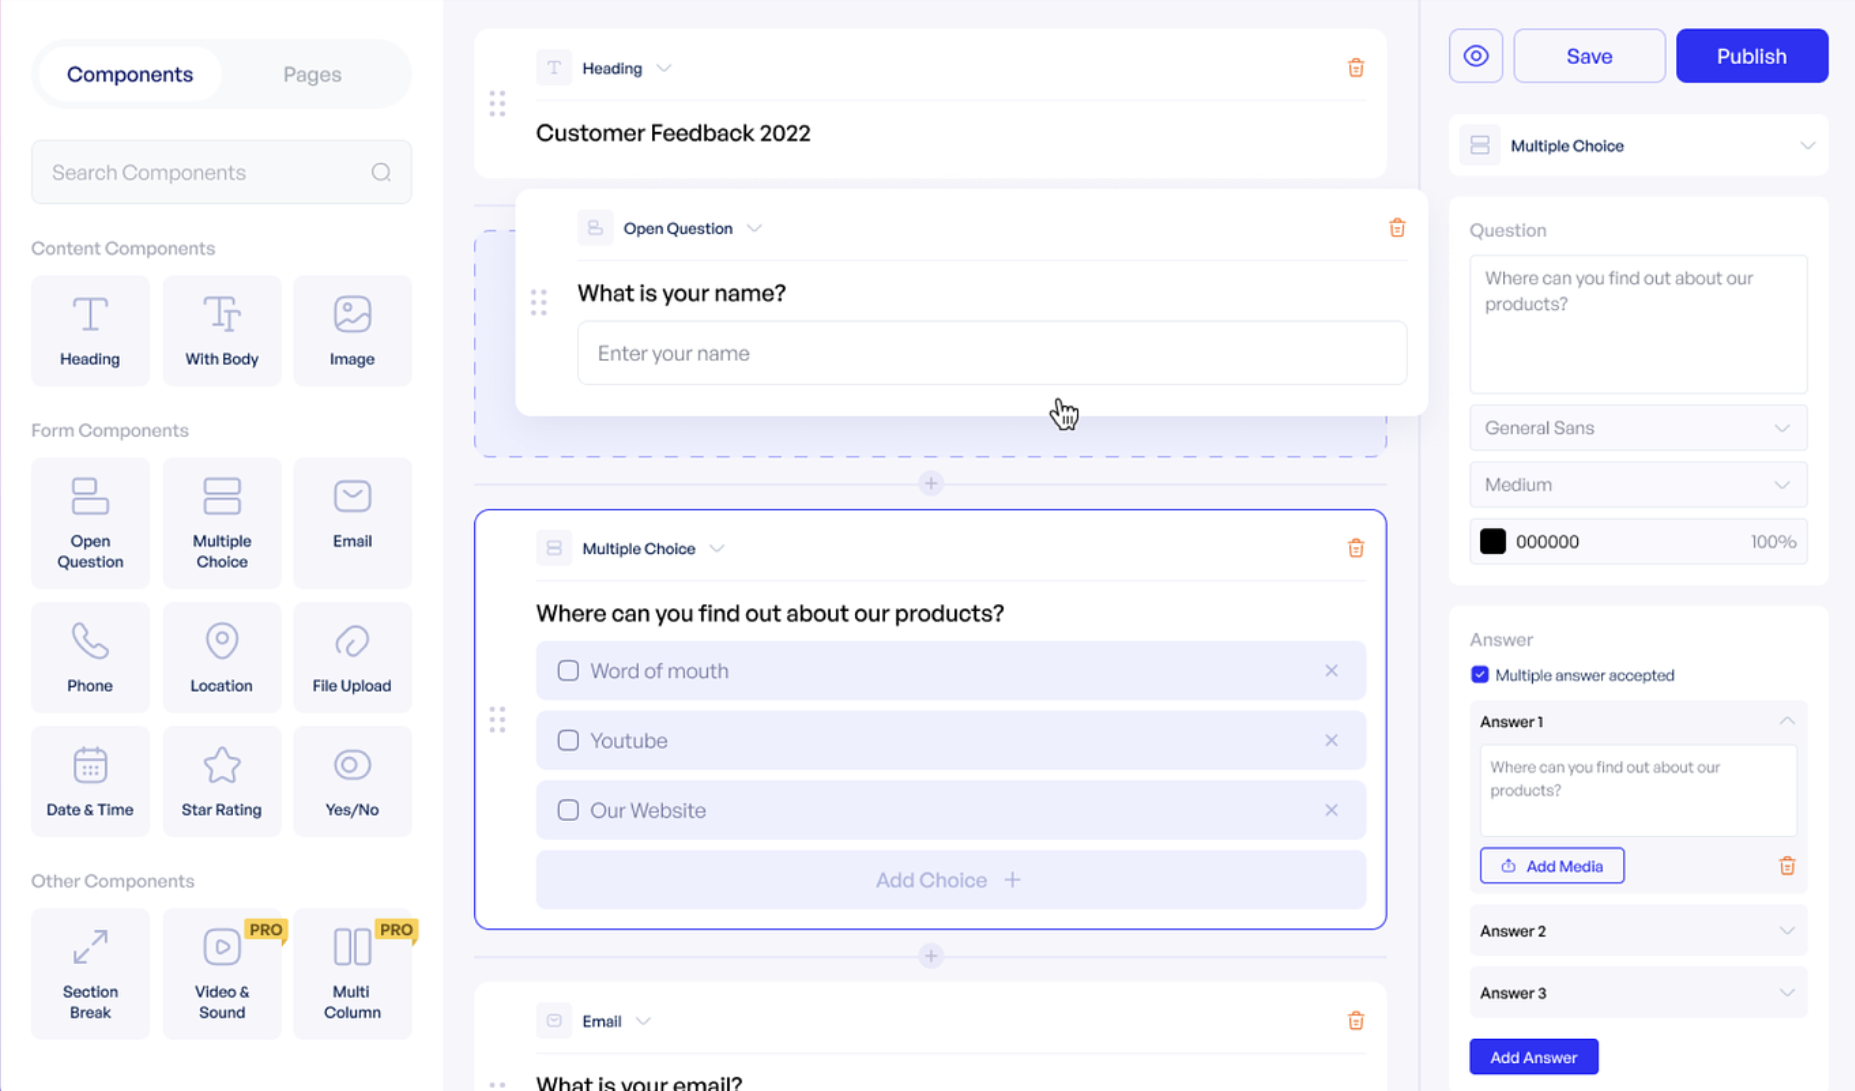 Components
Pages
Search Components
Content Components
Heading
With Body
Image
Form Components
Open
Question
Multiple
Choice
Email
Phone
Location
File Upload
Date & Time
Star Rating
Yes/No
Other Components
Section
Break
PRO
Video &
Sound
PRO
Multi
Column
Heading
Customer Feedback 2022
Open Question
What is your name?
Enter your name
Multiple Choice
Where can you find out about our products?
Word of mouth
Youtube
Our Website
Add Choice +
Email
What is your email?
Save
Publish
Multiple Choice
Question
Where can you find out about our
products?
General Sans
Medium
000000 100%
Answer
Multiple answer accepted
Answer 1
Where can you find out about our
products?
Add Media
Answer 2
Answer 3
Add Answer